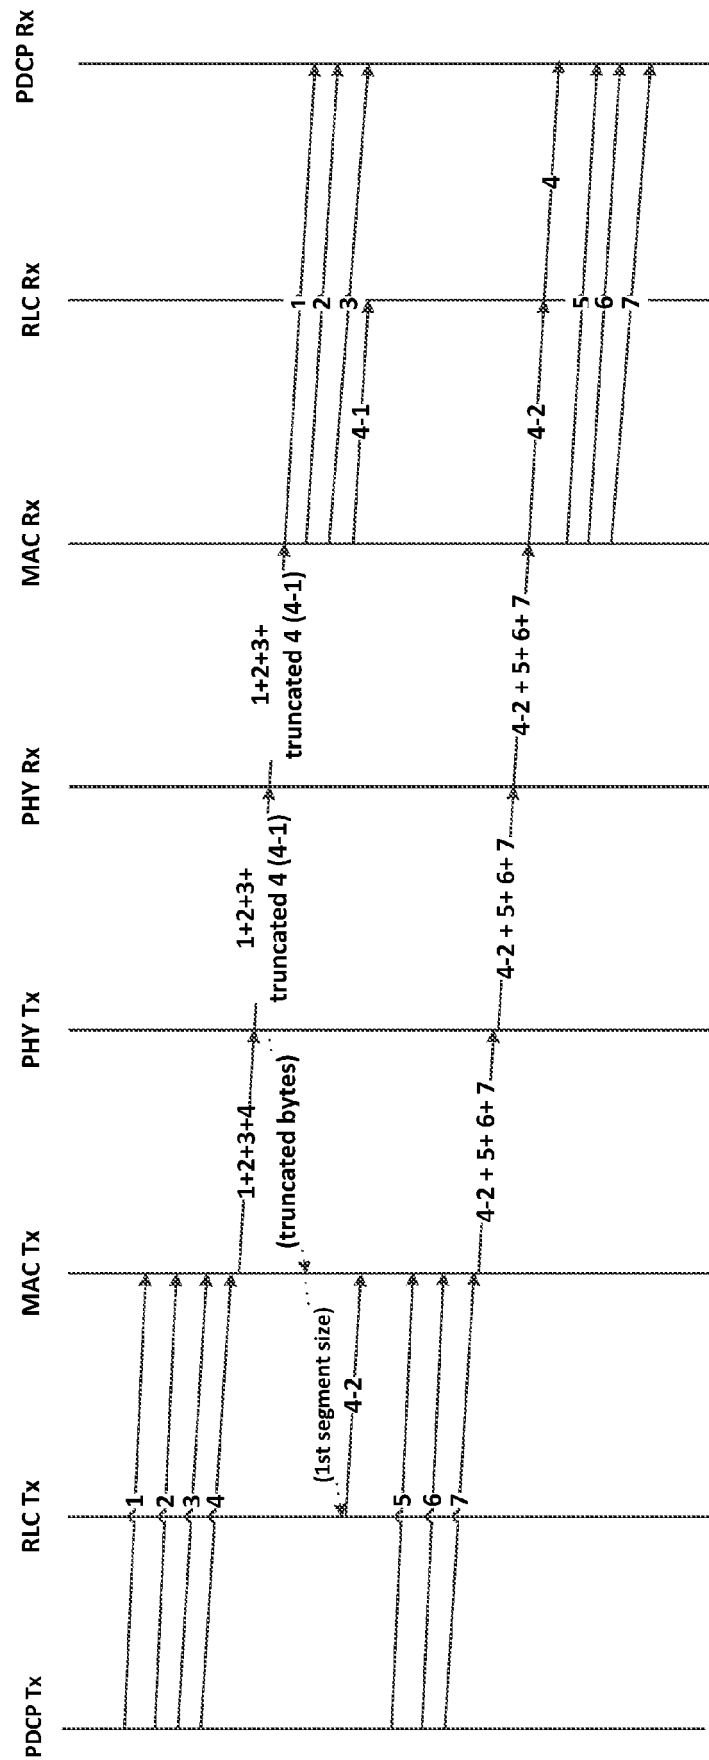 PDCP Tx
RLC Tx
MAC Tx
PHY Tx
PHY Rx
MAC Rx
RLC Rx
PDCP Rx
1
2
3
4
1+2+3+4
(truncated bytes)
(1st segment size)
4-2
5
6
7
1+2+3+
truncated 4 (4-1)
1+2+3+
truncated 4 (4-1)
1
2
3
4-1
4-2 + 5+ 6+ 7
4-2 + 5+ 6+ 7
4-2 + 5+ 6+ 7
4-2
4
5
6
7